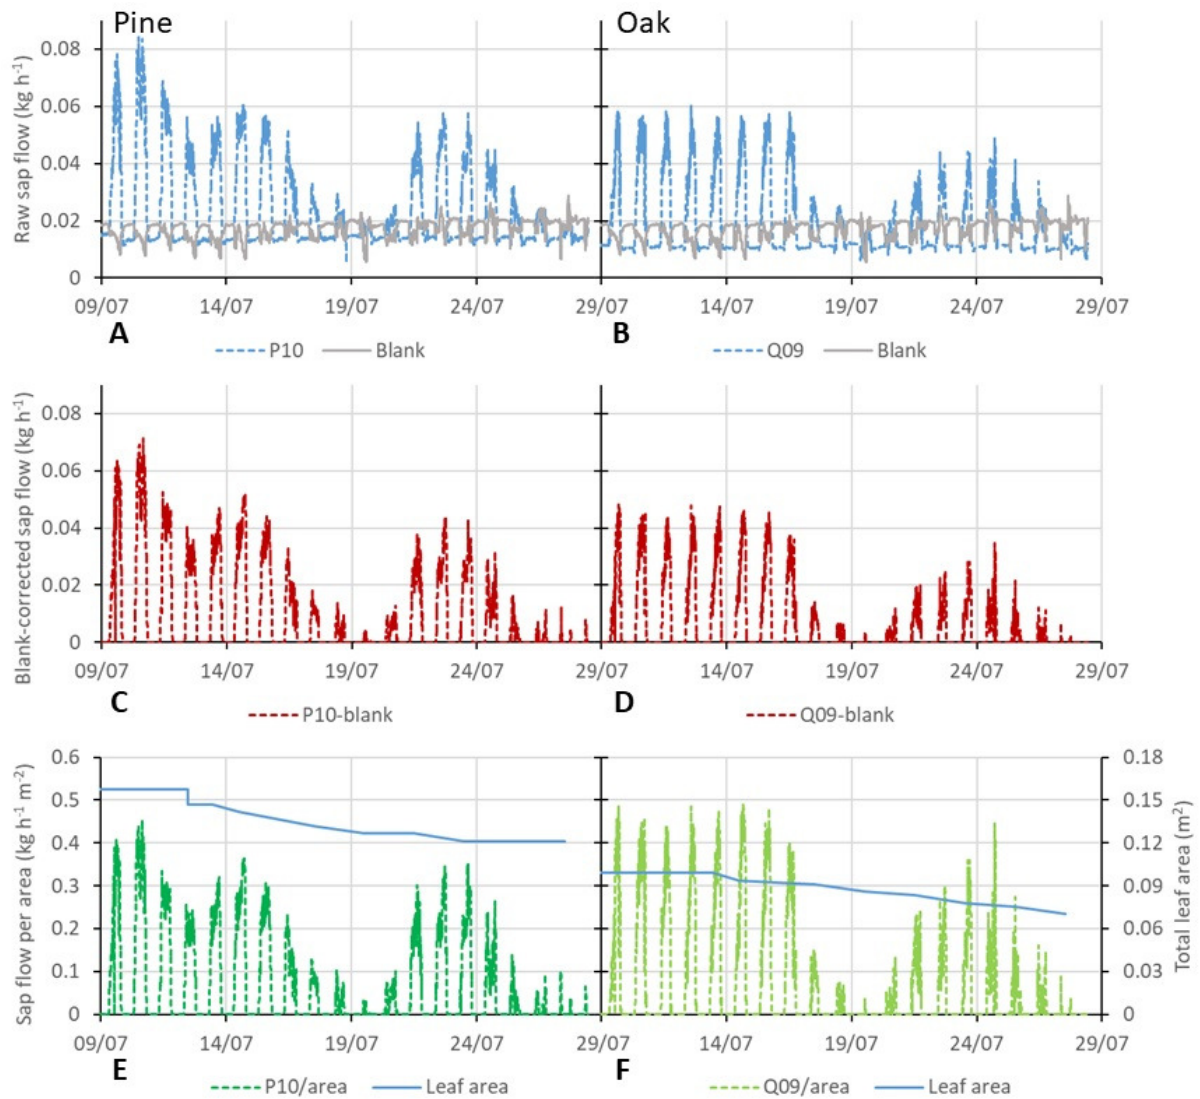 Pine Oak
Raw sap flow (kg h-1)
0.08
0.06
0.04
0.02
0
09/07 14/07 19/07 24/07 29/07 14/07 19/07 24/07 29/07
A B
P10 Blank Q09 Blank
Blank-corrected sap flow (kg h-1)
0.08
0.06
0.04
0.02
0
09/07 14/07 19/07 24/07 29/07 14/07 19/07 24/07 29/07
C D
P10-blank Q09-blank
Sap flow per area (kg h-1 m-2)
0.6 0.18
0.5 0.15
0.4 0.12
0.3 0.09
0.2 0.06
0.1 0.03
0 0
Total leaf area (m2)
09/07 14/07 19/07 24/07 29/07 14/07 19/07 24/07 29/07
E F
P10/area Leaf area Q09/area Leaf area